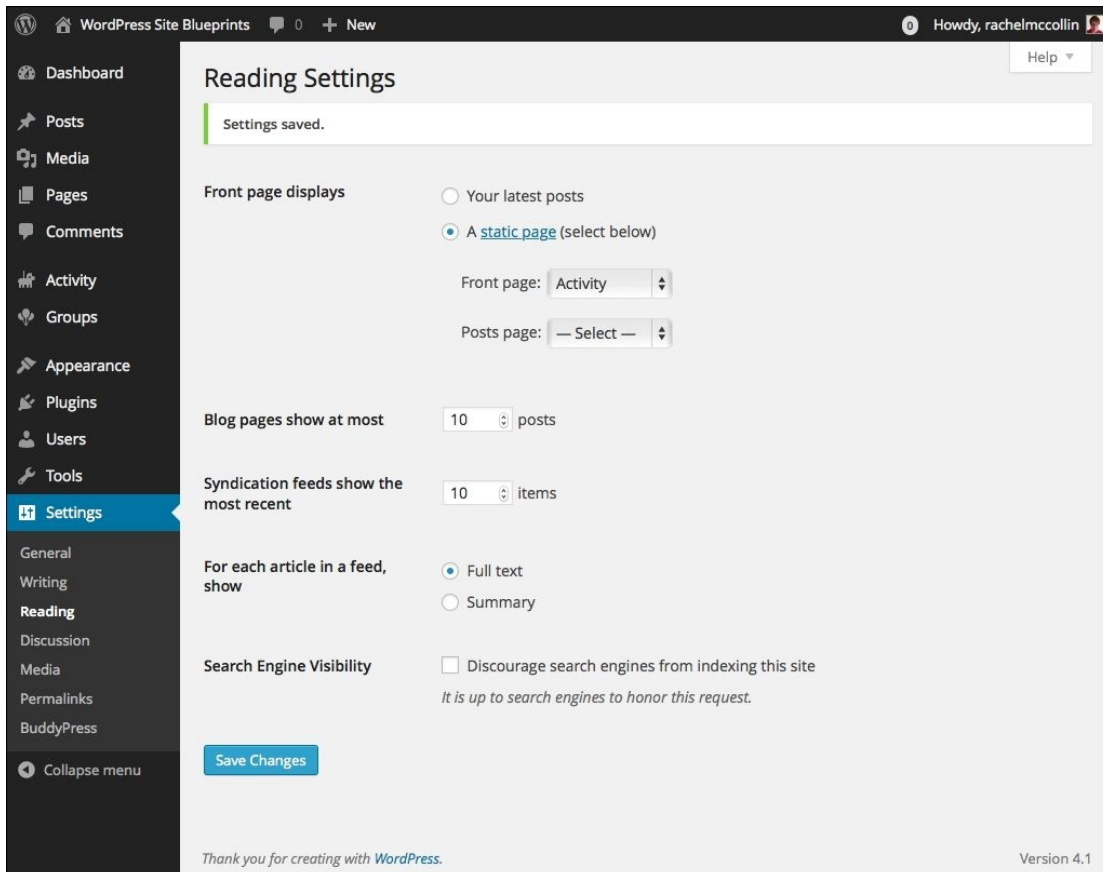 WordPress Site Blueprints 0 + New 0 Howdy, rachelmccollin
Help
Dashboard
Posts
Media
Pages
Comments
Activity
Groups
Appearance
Plugins
Users
Tools
Settings
General
Writing
Reading
Discussion
Media
Permalinks
BuddyPress
Collapse menu
Reading Settings
Settings saved.
Front page displays
Your latest posts
A static page (select below)
Front page: Activity
Posts page: — Select —
Blog pages show at most 10 posts
Syndication feeds show the
most recent
10 items
For each article in a feed,
show
Full text
Summary
Search Engine Visibility
Discourage search engines from indexing this site
It is up to search engines to honor this request.
Save Changes
Thank you for creating with WordPress.
Version 4.1